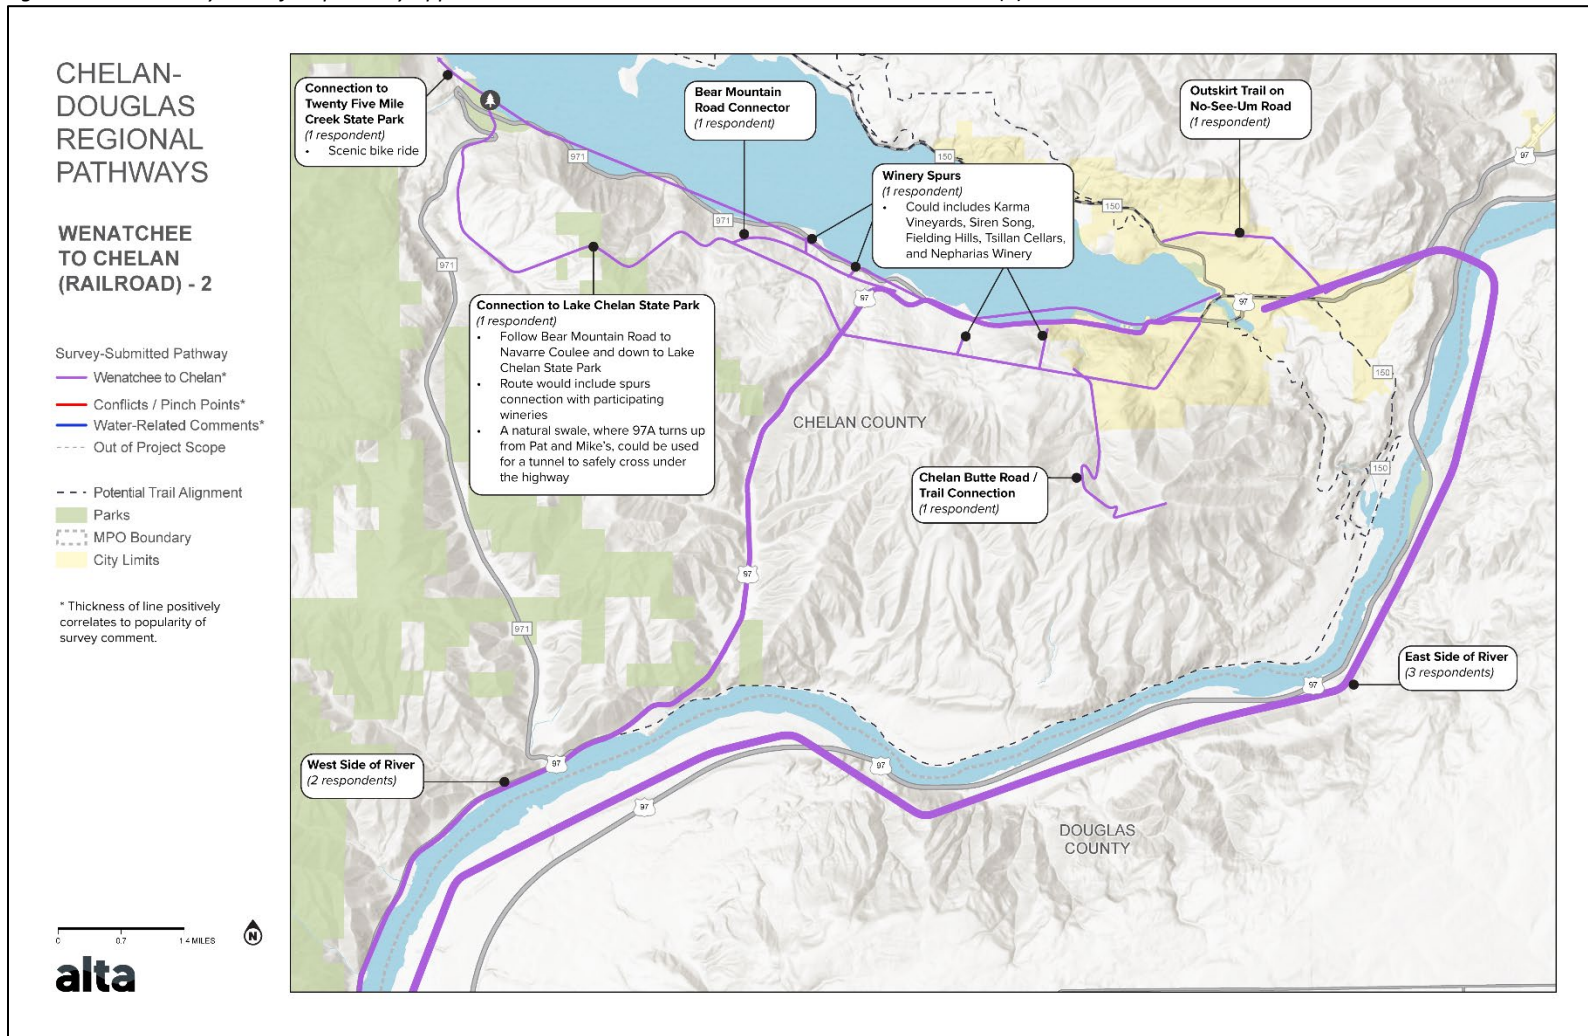 CHELAN-
DOUGLAS
REGIONAL
PATHWAYS
WENATCHEE
TO CHELAN
(RAILROAD) - 2
Survey-Submitted Pathway
Wenatchee to Chelan*
Conflicts / Pinch Points*
Water-Related Comments*
Out of Project Scope
Potential Trail Alignment
Parks
MPO Boundary
City Limits
* Thickness of line positively
correlates to popularity of
survey comment.
0 0.7 1.4 MILES
N
alta
Connection to
Twenty Five Mile
Creek State Park
(1 respondent)
• Scenic bike ride
Bear Mountain
Road Connector
(1 respondent)
Winery Spurs
(1 respondent)
• Could includes Karma
Vineyards, Siren Song,
Fielding Hills, Tsillan Cellars,
and Nepharias Winery
Outskirt Trail on
No-See-Um Road
(1 respondent)
Connection to Lake Chelan State Park
(1 respondent)
• Follow Bear Mountain Road to
Navarre Coulee and down to Lake
Chelan State Park
• Route would include spurs
connection with participating
wineries
• A natural swale, where 97A turns up
from Pat and Mike's, could be used
for a tunnel to safely cross under
the highway
CHELAN COUNTY
Chelan Butte Road /
Trail Connection
(1 respondent)
East Side of River
(3 respondents)
West Side of River
(2 respondents)
DOUGLAS
COUNTY
971
971
971
971
150
150
150
150
97
97
97
97
97
97
97
97